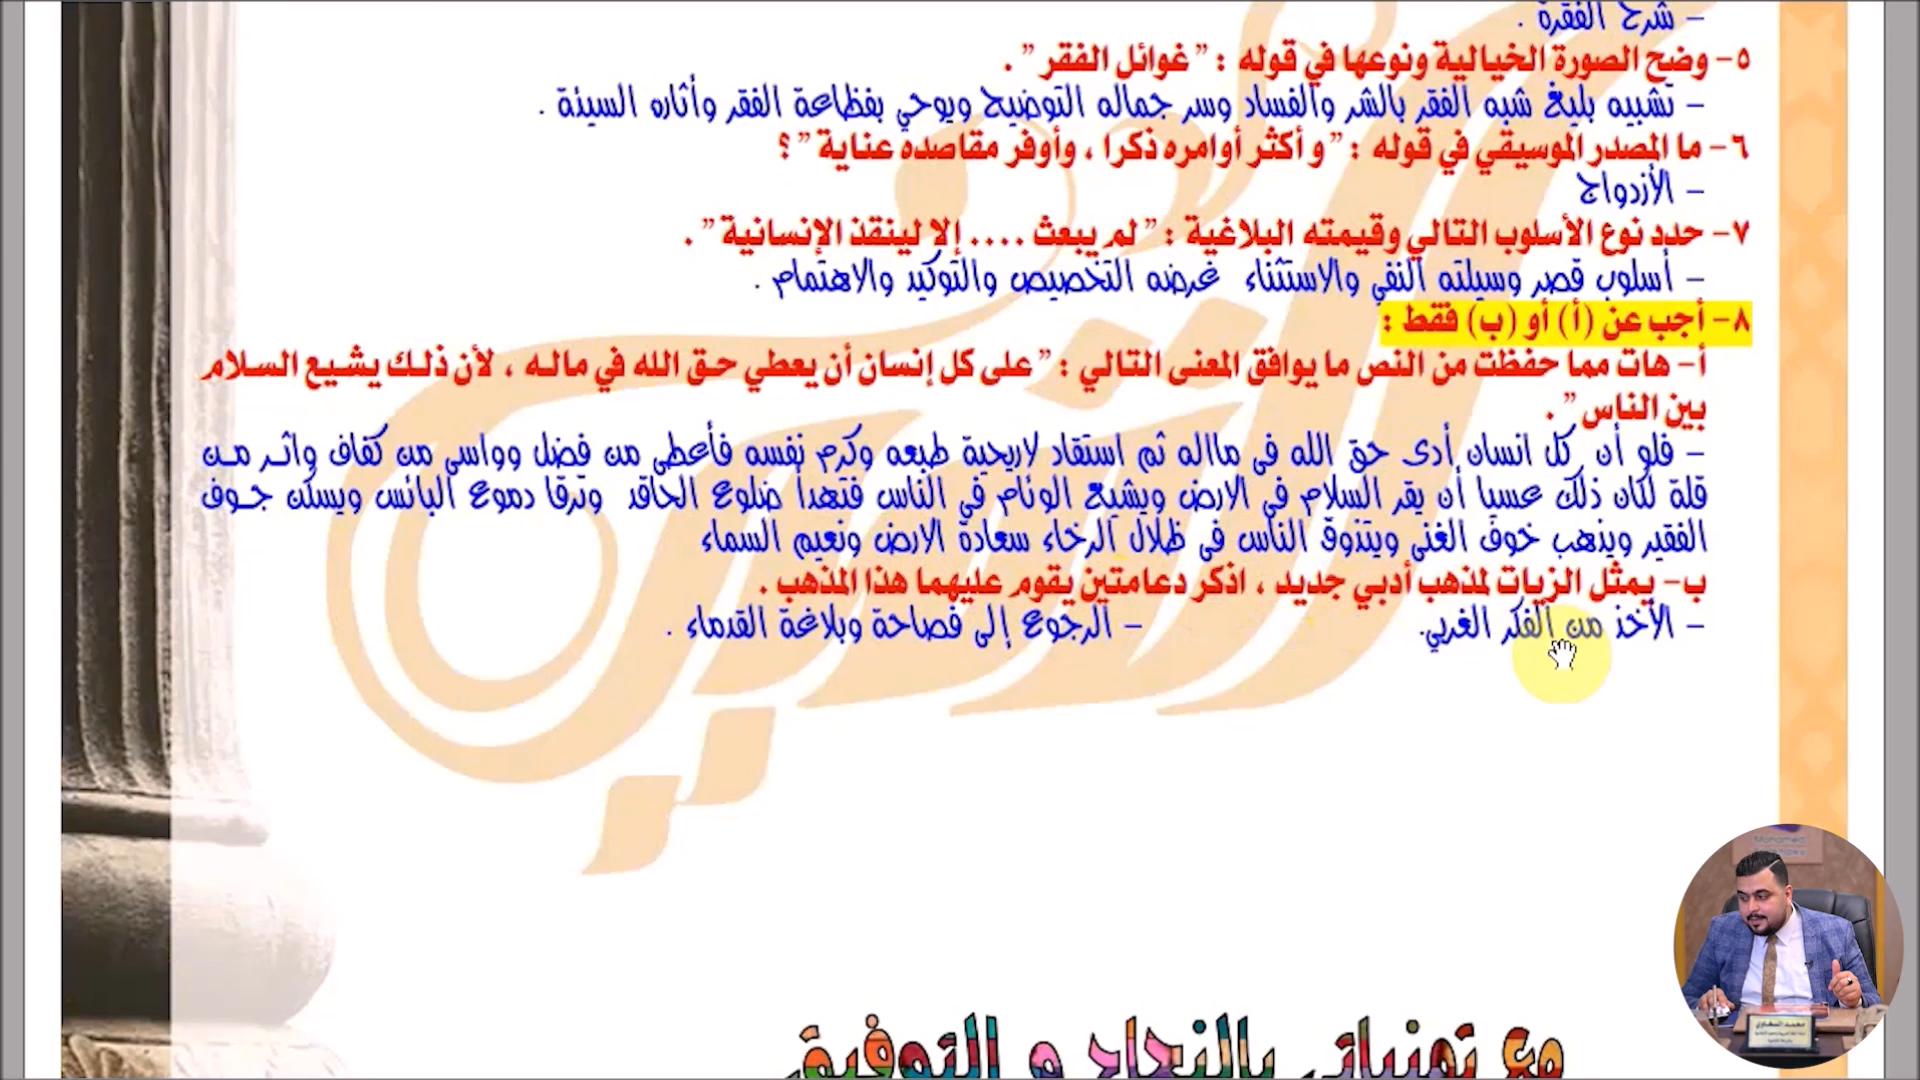 – شرح الفقرة .
٥- وضح الصورة الخيالية ونوعها في قوله : " غوائل الفقر " .
– تشبيه بليغ شبه الفقر بالشر والفساد وسر جماله التوضيح ويوحي بفظاعة الفقر وأثاره السيئة .
٦- ما المصدر الموسيقي في قوله : " و أكثر أوامره ذكرا ، وأوفر مقاصده عناية " ؟
– الأزدواج
٧- حدد نوع الأسلوب التالي وقيمته البلاغية : " لم يبعث .... إلا لينقذ الإنسانية " .
– أسلوب قصر وسيلته النفي والاستثناء غرضه التخصيص والتوكيد والاهتمام .
٨- أجب عن (أ) أو (ب) فقط :
أ- هات مما حفظت من النص ما يوافق المعنى التالي : " على كل إنسان أن يعطي حق الله في ماله ، لأن ذلك يشيع السلام
بين الناس " .
– فلو أن كل انسان أدى حق الله فى مااله ثم استقاد لاريحية طبعه وكرم نفسه فأعطى من فضل وواسى من كفاف واثر من
قلة لكان ذلك عسيا أن يقر السلام فى الارض ويشيع الوئام في الناس فتهدأ ضلوع الحاقد وترقا دموع البائس ويسكن جوف
الفقير ويذهب خوف الغنى ويتذوق الناس فى ظلال الرخاء سعادة الارض ونعيم السماء
ب- يمثل الزيات لمذهب أدبي جديد ، اذكر دعامتين يقوم عليهما هذا المذهب .
– الأخذ من الفكر الغربي. – الرجوع إلى فصاحة وبلاغة القدماء .
مع تمنياتى بالنجاح و التوفيق